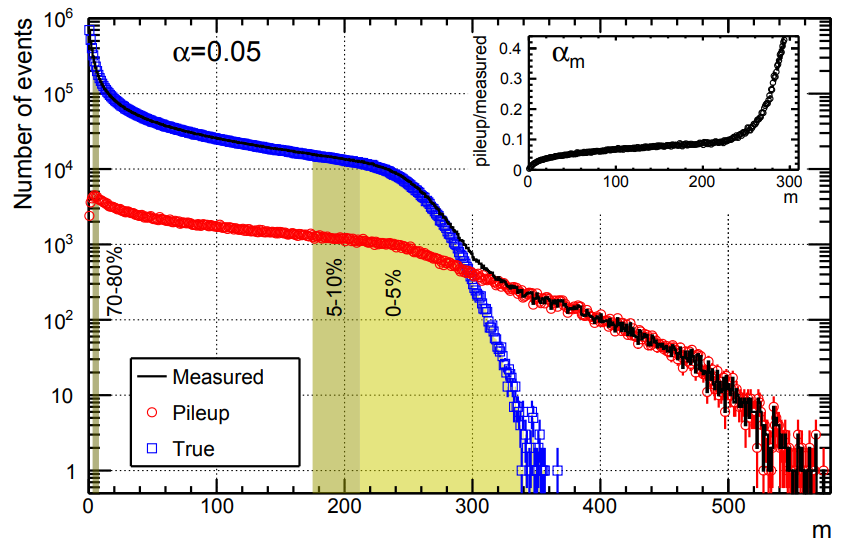 Number of events
10^6
10^5
10^4
10^3
10^2
10
1
α=0.05
70-80%
5-10%
0-5%
Measured
Pileup
True
0 100 200 300 400 500
m
pileup/measured
0.4
0.3
0.2
0.1
0
α_m
0 100 200 300
m